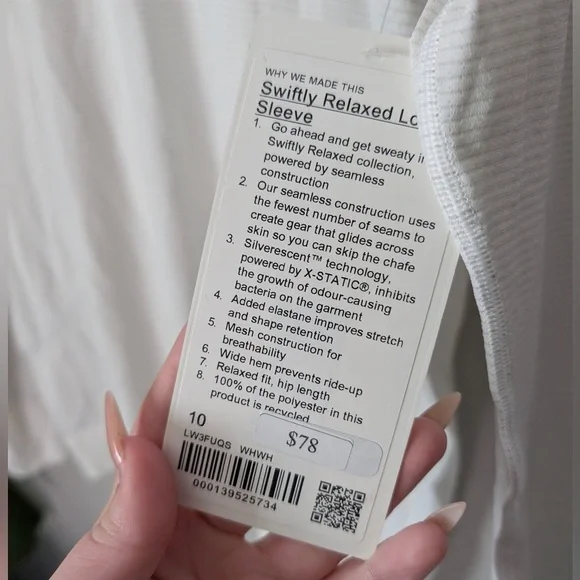 WHY WE MADE THIS
Swiftly Relaxed Lo
Sleeve
1. Go ahead and get sweaty in
Swiftly Relaxed collection,
powered by seamless
construction
2. Our seamless construction uses
the fewest number of seams to
create gear that glides across
skin so you can skip the chafe
3. Silverescent™ technology,
powered by X-STATIC®, inhibits
the growth of odour-causing
bacteria on the garment
4. Added elastane improves stretch
and shape retention
5. Mesh construction for
breathability
6. Wide hem prevents ride-up
7. Relaxed fit, hip length
8. 100% of the polyester in this
product is recycled
10
$78
LW3FUQS WHWH
000139525734